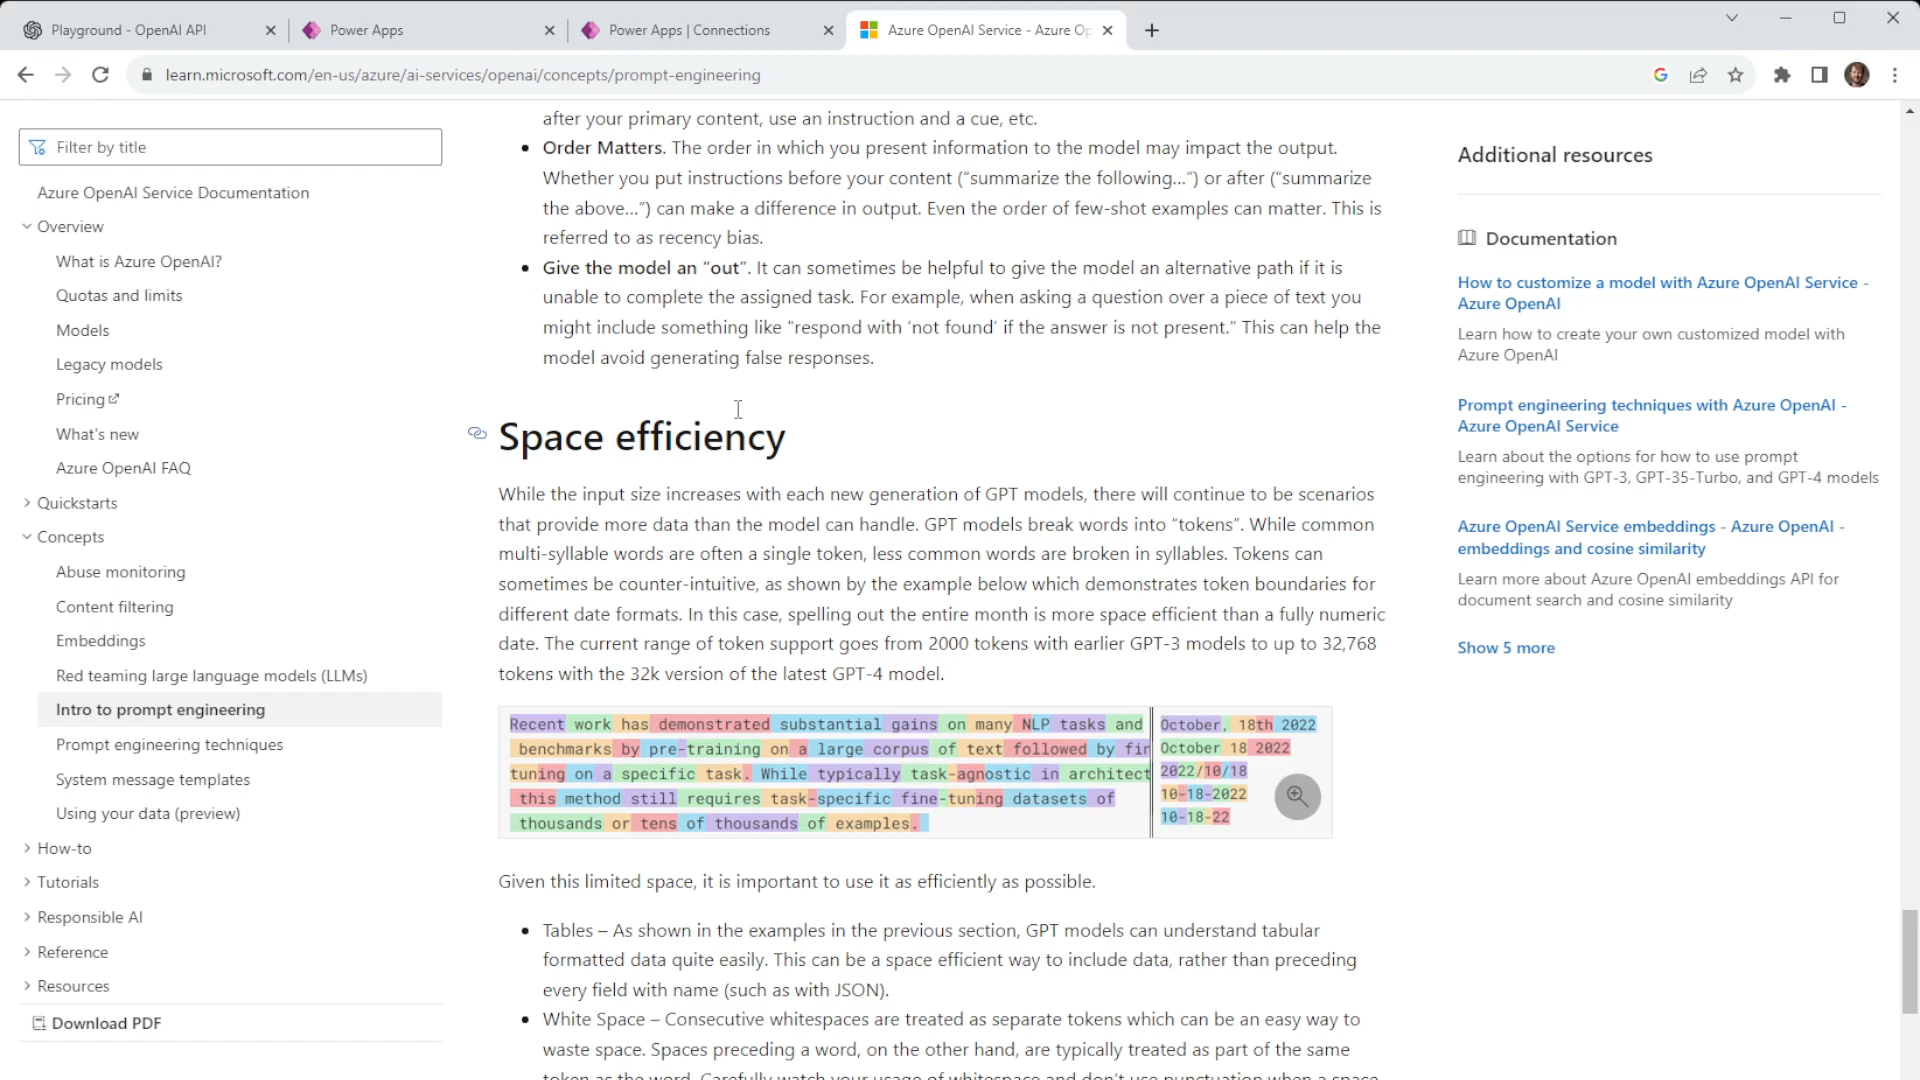 Playground - OpenAI API
Power Apps
Power Apps | Connections
Azure OpenAI Service - Azure Op
learn.microsoft.com/en-us/azure/ai-services/openai/concepts/prompt-engineering
Filter by title
Azure OpenAI Service Documentation
Overview
What is Azure OpenAI?
Quotas and limits
Models
Legacy models
Pricing
What's new
Azure OpenAI FAQ
Quickstarts
Concepts
Abuse monitoring
Content filtering
Embeddings
Red teaming large language models (LLMs)
Intro to prompt engineering
Prompt engineering techniques
System message templates
Using your data (preview)
How-to
Tutorials
Responsible AI
Reference
Resources
Download PDF
after your primary content, use an instruction and a cue, etc.
• Order Matters. The order in which you present information to the model may impact the output.
Whether you put instructions before your content (“summarize the following…”) or after (“summarize
the above…”) can make a difference in output. Even the order of few-shot examples can matter. This is
referred to as recency bias.
• Give the model an “out”. It can sometimes be helpful to give the model an alternative path if it is
unable to complete the assigned task. For example, when asking a question over a piece of text you
might include something like "respond with ‘not found’ if the answer is not present." This can help the
model avoid generating false responses.
Space efficiency
While the input size increases with each new generation of GPT models, there will continue to be scenarios
that provide more data than the model can handle. GPT models break words into “tokens”. While common
multi-syllable words are often a single token, less common words are broken in syllables. Tokens can
sometimes be counter-intuitive, as shown by the example below which demonstrates token boundaries for
different date formats. In this case, spelling out the entire month is more space efficient than a fully numeric
date. The current range of token support goes from 2000 tokens with earlier GPT-3 models to up to 32,768
tokens with the 32k version of the latest GPT-4 model.
Recent work has demonstrated substantial gains on many NLP tasks and
benchmarks by pre-training on a large corpus of text followed by fin
tuning on a specific task. While typically task-agnostic in architect
this method still requires task-specific fine-tuning datasets of
thousands or tens of thousands of examples.
October, 18th 2022
October 18 2022
2022/10/18
10-18-2022
10-18-22
Given this limited space, it is important to use it as efficiently as possible.
• Tables – As shown in the examples in the previous section, GPT models can understand tabular
formatted data quite easily. This can be a space efficient way to include data, rather than preceding
every field with name (such as with JSON).
• White Space – Consecutive whitespaces are treated as separate tokens which can be an easy way to
waste space. Spaces preceding a word, on the other hand, are typically treated as part of the same
token as the word. Carefully watch your usage of whitespace and don’t use punctuation when a space
Additional resources
Documentation
How to customize a model with Azure OpenAI Service -
Azure OpenAI
Learn how to create your own customized model with
Azure OpenAI
Prompt engineering techniques with Azure OpenAI -
Azure OpenAI Service
Learn about the options for how to use prompt
engineering with GPT-3, GPT-35-Turbo, and GPT-4 models
Azure OpenAI Service embeddings - Azure OpenAI -
embeddings and cosine similarity
Learn more about Azure OpenAI embeddings API for
document search and cosine similarity
Show 5 more